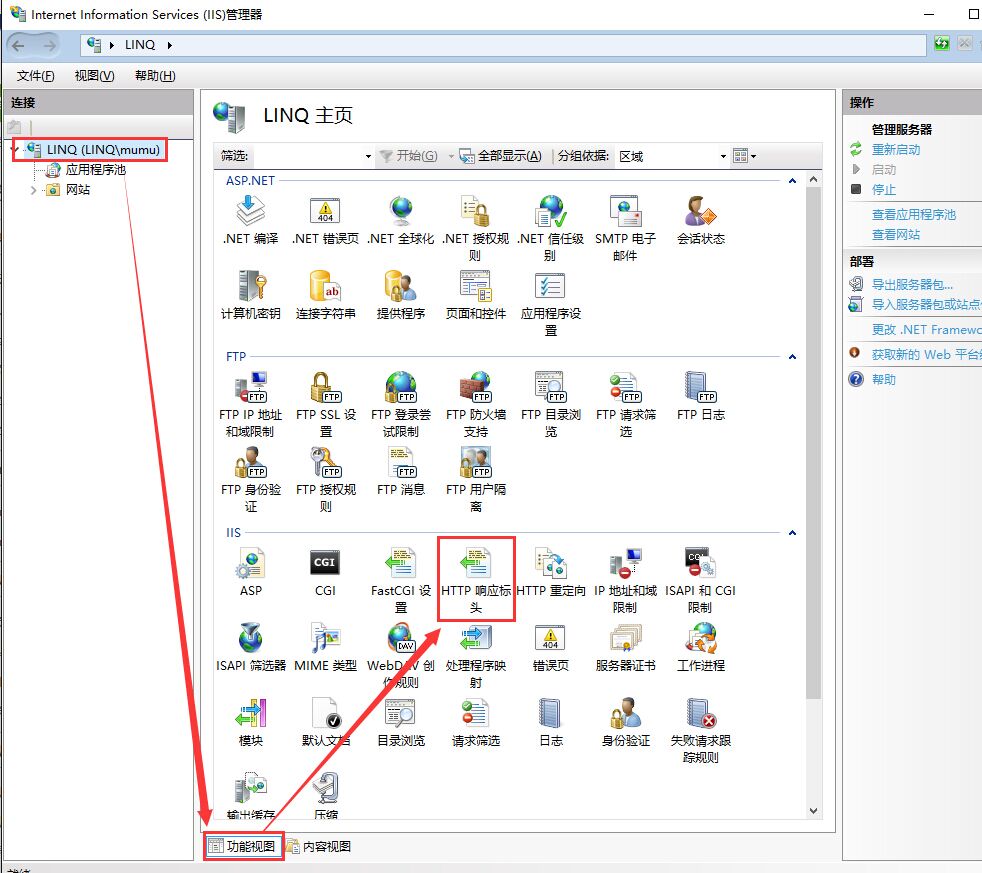 Internet Information Services (IIS)管理器
LINQ
文件(F) 视图(V) 帮助(H)
连接
LINQ (LINQ\mumu)
应用程序池
网站
LINQ 主页
筛选: 开始(G) 全部显示(A) 分组依据: 区域
ASP.NET
.NET 编译 .NET 错误页 .NET 全球化 .NET 授权规 .NET 信任级 SMTP 电子 会话状态
则 别 邮件
计算机密钥 连接字符串 提供程序 页面和控件 应用程序设
置
FTP
FTP IP 地址 FTP SSL 设 FTP 登录尝 FTP 防火墙 FTP 目录浏 FTP 请求筛 FTP 日志
和域限制 置 试限制 支持 览 选
FTP 身份验 FTP 授权规 FTP 消息 FTP 用户隔
证 则 离
IIS
ASP CGI FastCGI 设 HTTP 响应标 HTTP 重定向 IP 地址和域 ISAPI 和 CGI
置 头 限制 限制
ISAPI 筛选器 MIME 类型 WebDAV 创 处理程序映 错误页 服务器证书 工作进程
作规则 射
模块 默认文档 目录浏览 请求筛选 日志 身份验证 失败请求跟
踪规则
输出缓存 压缩
功能视图 内容视图
操作
管理服务器
重新启动
启动
停止
查看应用程序池
查看网站
部署
导出服务器包...
导入服务器包或站点
更改 .NET Framewo
获取新的 Web 平台
帮助
就绪